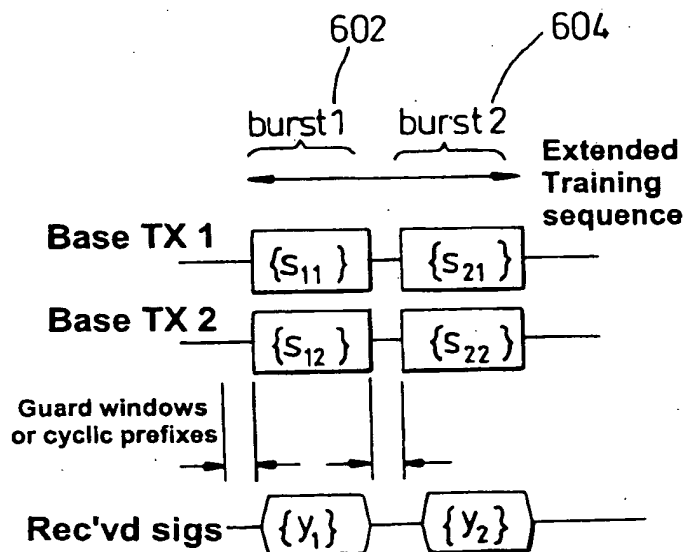 602 604
burst 1 burst 2
Extended
Training
sequence
Base TX 1 {S11} {S21}
Base TX 2 {S12} {S22}
Guard windows
or cyclic prefixes
Rec'vd sigs {y1} {y2}